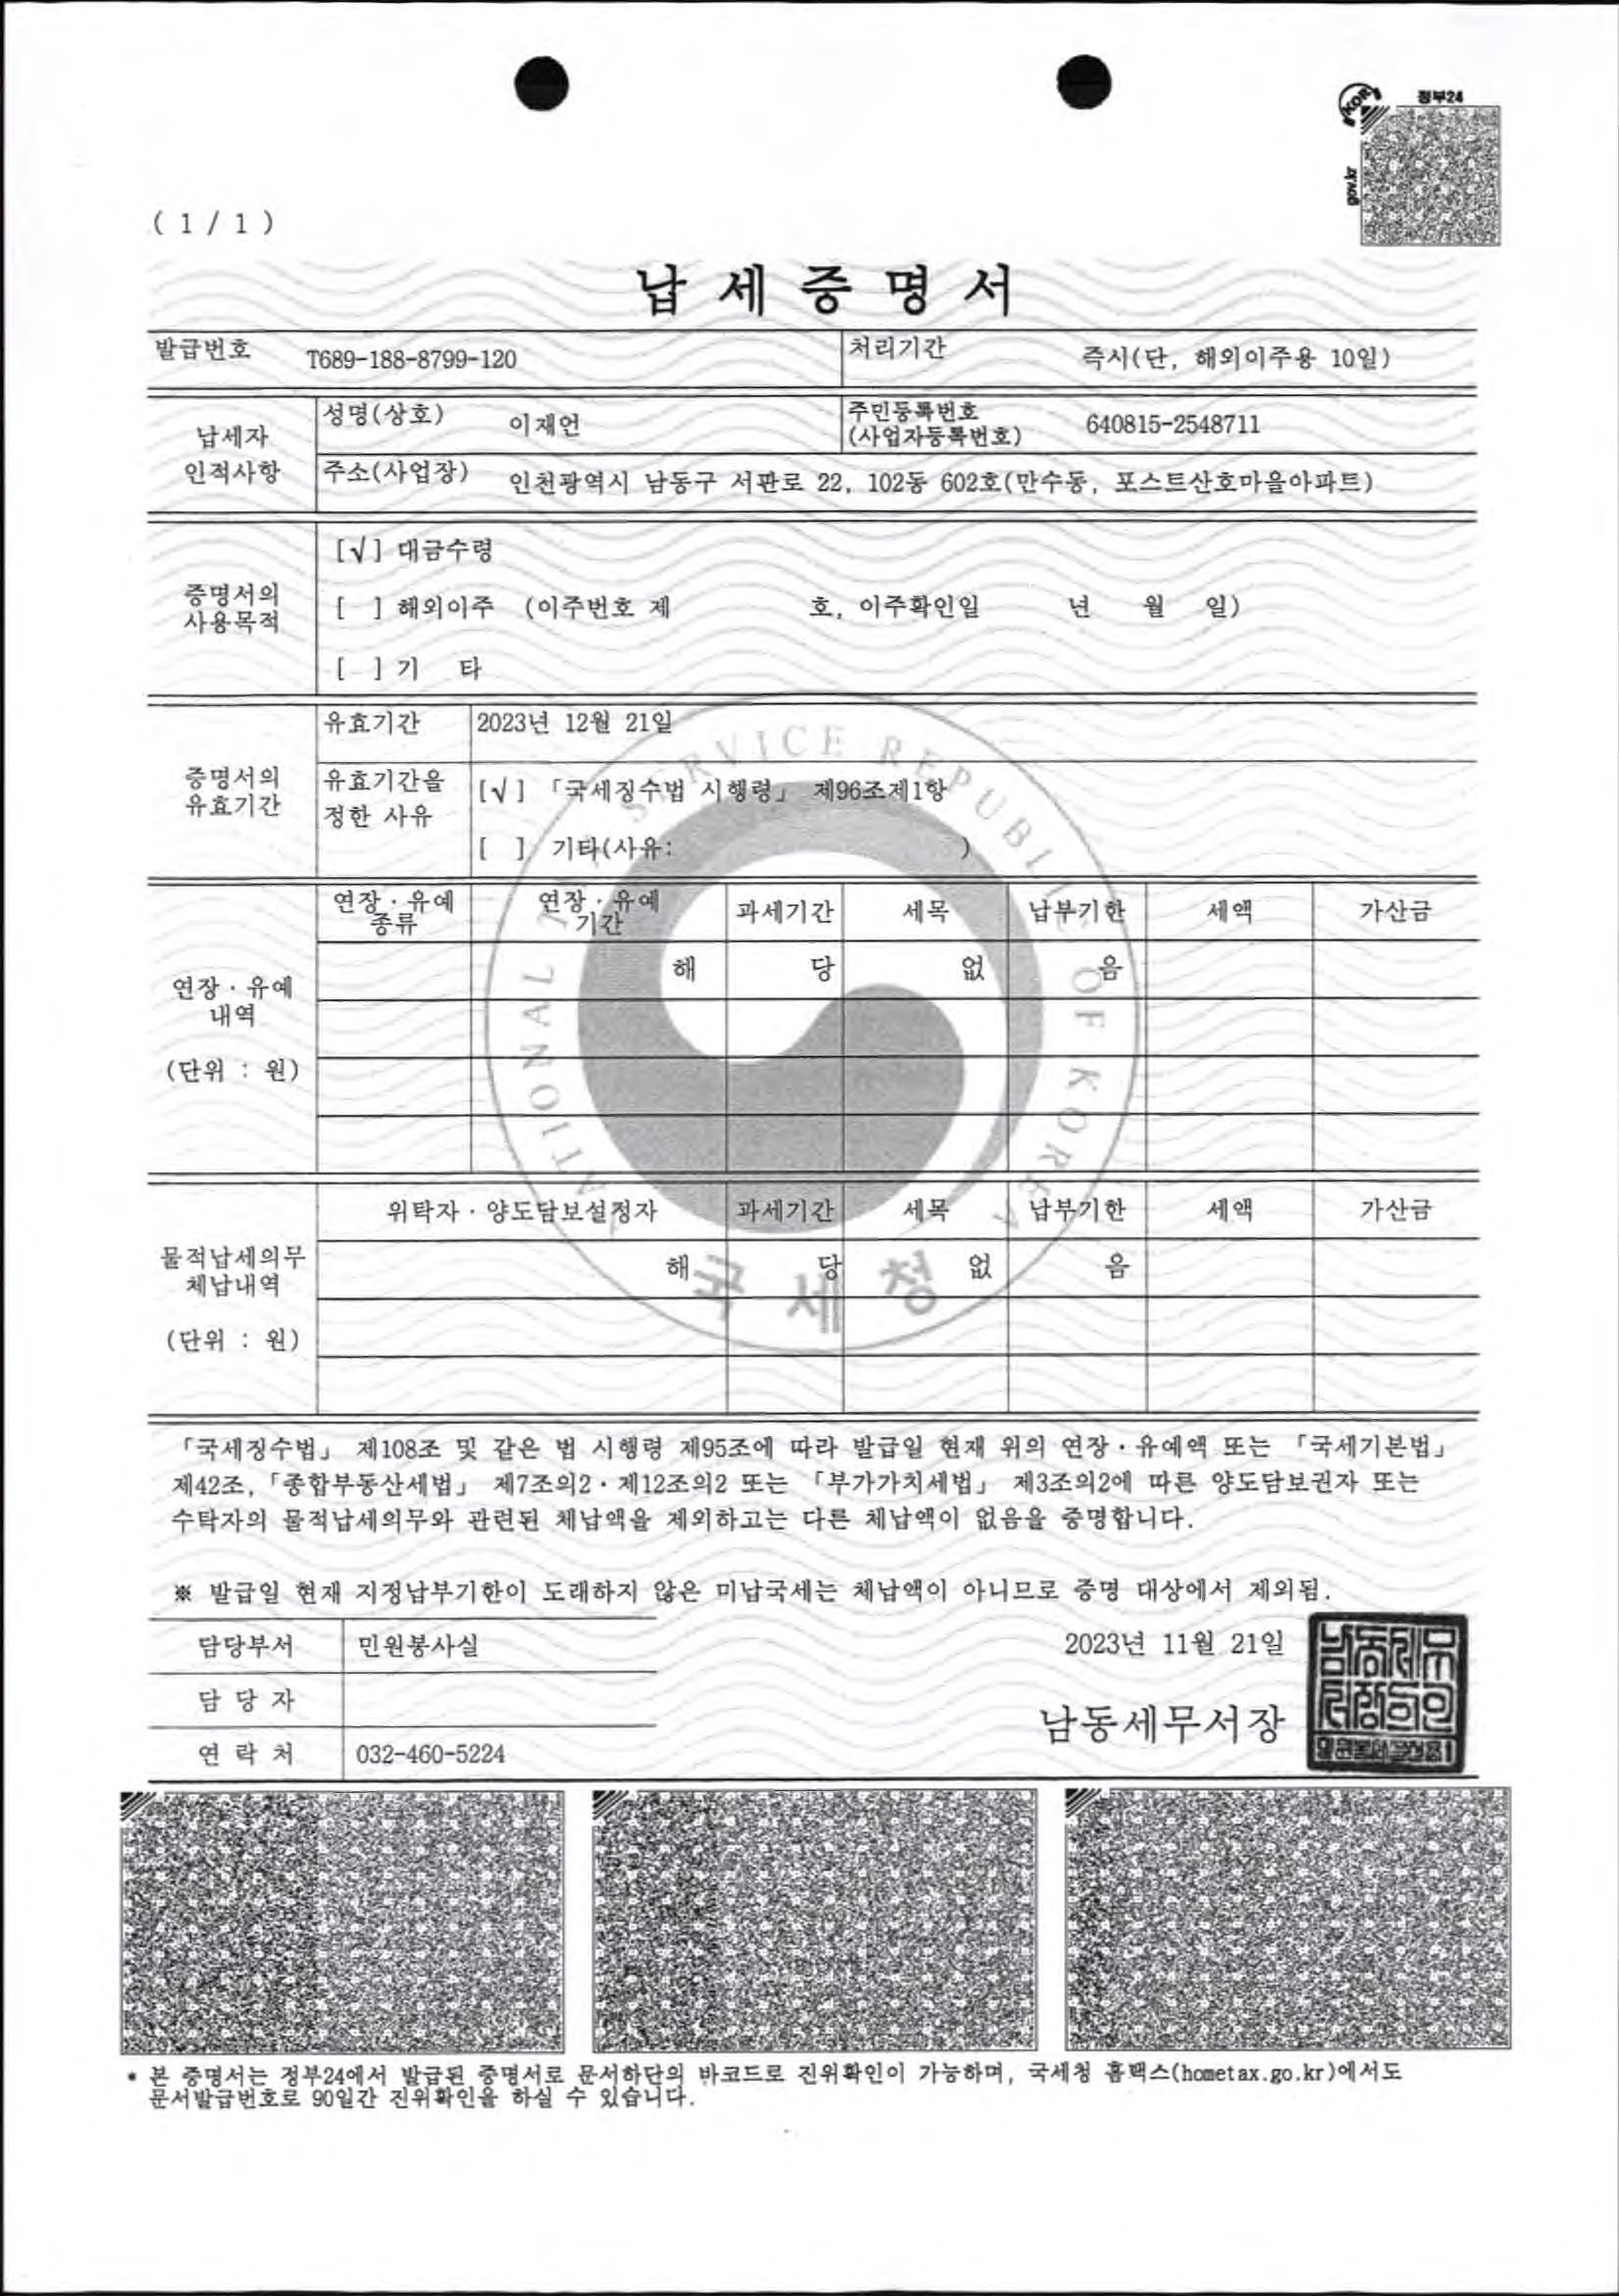 정부24
gov.kr
( 1 / 1 )
납 세 증 명 서
발급번호 T689-188-8799-120 처리기간 즉시(단, 해외이주용 10일)
납세자 인적사항
성명(상호) 이재언 주민등록번호 (사업자등록번호) 640815-2548711
주소(사업장) 인천광역시 남동구 서판로 22, 102동 602호(만수동, 포스트산호마을아파트)
증명서의 사용목적
[√] 대금수령
[ ] 해외이주 (이주번호 제 호, 이주확인일 년 월 일)
[ ] 기 타
증명서의 유효기간
유효기간 2023년 12월 21일
유효기간을 정한 사유
[√] 「국세징수법 시행령」 제96조제1항
[ ] 기타(사유: )
연장·유예 내역
(단위 : 원)
연장·유예 종류 연장·유예 기간 과세기간 세목 납부기한 세액 가산금
해 당 없 음
물적납세의무 체납내역
(단위 : 원)
위탁자·양도담보설정자 과세기간 세목 납부기한 세액 가산금
해 당 없 음
국세청
「국세징수법」 제108조 및 같은 법 시행령 제95조에 따라 발급일 현재 위의 연장·유예액 또는 「국세기본법」
제42조,「종합부동산세법」 제7조의2·제12조의2 또는 「부가가치세법」 제3조의2에 따른 양도담보권자 또는
수탁자의 물적납세의무와 관련된 체납액을 제외하고는 다른 체납액이 없음을 증명합니다.
※ 발급일 현재 지정납부기한이 도래하지 않은 미납국세는 체납액이 아니므로 증명 대상에서 제외됨.
담당부서 민원봉사실
담 당 자
연 락 처 032-460-5224
2023년 11월 21일
남동세무서장
* 본 증명서는 정부24에서 발급된 증명서로 문서하단의 바코드로 진위확인이 가능하며, 국세청 홈택스(hometax.go.kr)에서도
문서발급번호로 90일간 진위확인을 하실 수 있습니다.